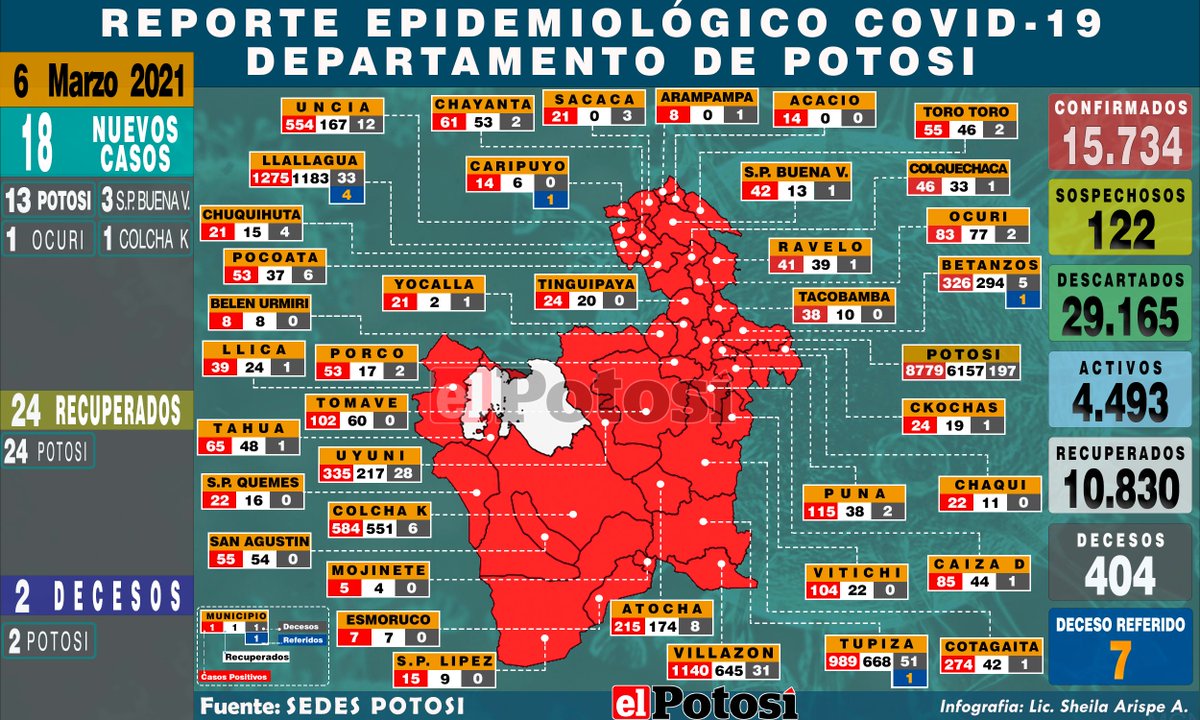 REPORTE EPIDEMIOLÓGICO COVID-19
DEPARTAMENTO DE POTOSI
6 Marzo 2021
18 NUEVOS CASOS
13 POTOSI 3 S.P. BUENA V.
1 OCURI 1 COLCHA K
24 RECUPERADOS
24 POTOSI
2 DECESOS
2 POTOSI
UNCIA
554 167 12
CHAYANTA
61 53 2
SACACA
21 0 3
ARAMPAMPA
8 0 1
ACACIO
14 0 0
TORO TORO
55 46 2
LLALLAGUA
1275 1183 33
4
CARIPUYO
14 6 0
1
S.P. BUENA V.
42 13 1
COLQUECHACA
46 33 1
CHUQUIHUTA
21 15 4
OCURI
83 77 2
POCOATA
53 37 6
RAVELO
41 39 1
YOCALLA
21 2 1
TINGUIPAYA
24 20 0
BETANZOS
326 294 5
1
BELEN URMIRI
8 8 0
TACOBAMBA
38 10 0
LLICA
39 24 1
PORCO
53 17 2
POTOSI
8779 6157 197
el Potosí
TOMAVE
102 60 0
CKOCHAS
24 19 1
TAHUA
65 48 1
UYUNI
335 217 28
S.P. QUEMES
22 16 0
PUNA
115 38 2
CHAQUI
22 11 0
COLCHA K
584 551 6
SAN AGUSTIN
55 54 0
MOJINETE
5 4 0
VITICHI
104 22 0
CAIZA D
85 44 1
ESMORUCO
7 7 0
ATOCHA
215 174 8
S.P. LIPEZ
15 9 0
VILLAZON
1140 645 31
TUPIZA
989 668 51
1
COTAGAITA
274 42 1
MUNICIPIO
1 1 1 Decesos
1 Referidos
Recuperados
Casos Positivos
CONFIRMADOS
15.734
SOSPECHOSOS
122
DESCARTADOS
29.165
ACTIVOS
4.493
RECUPERADOS
10.830
DECESOS
404
DECESO REFERIDO
7
Fuente: SEDES POTOSI
el Potosí
Infografia: Lic. Sheila Arispe A.